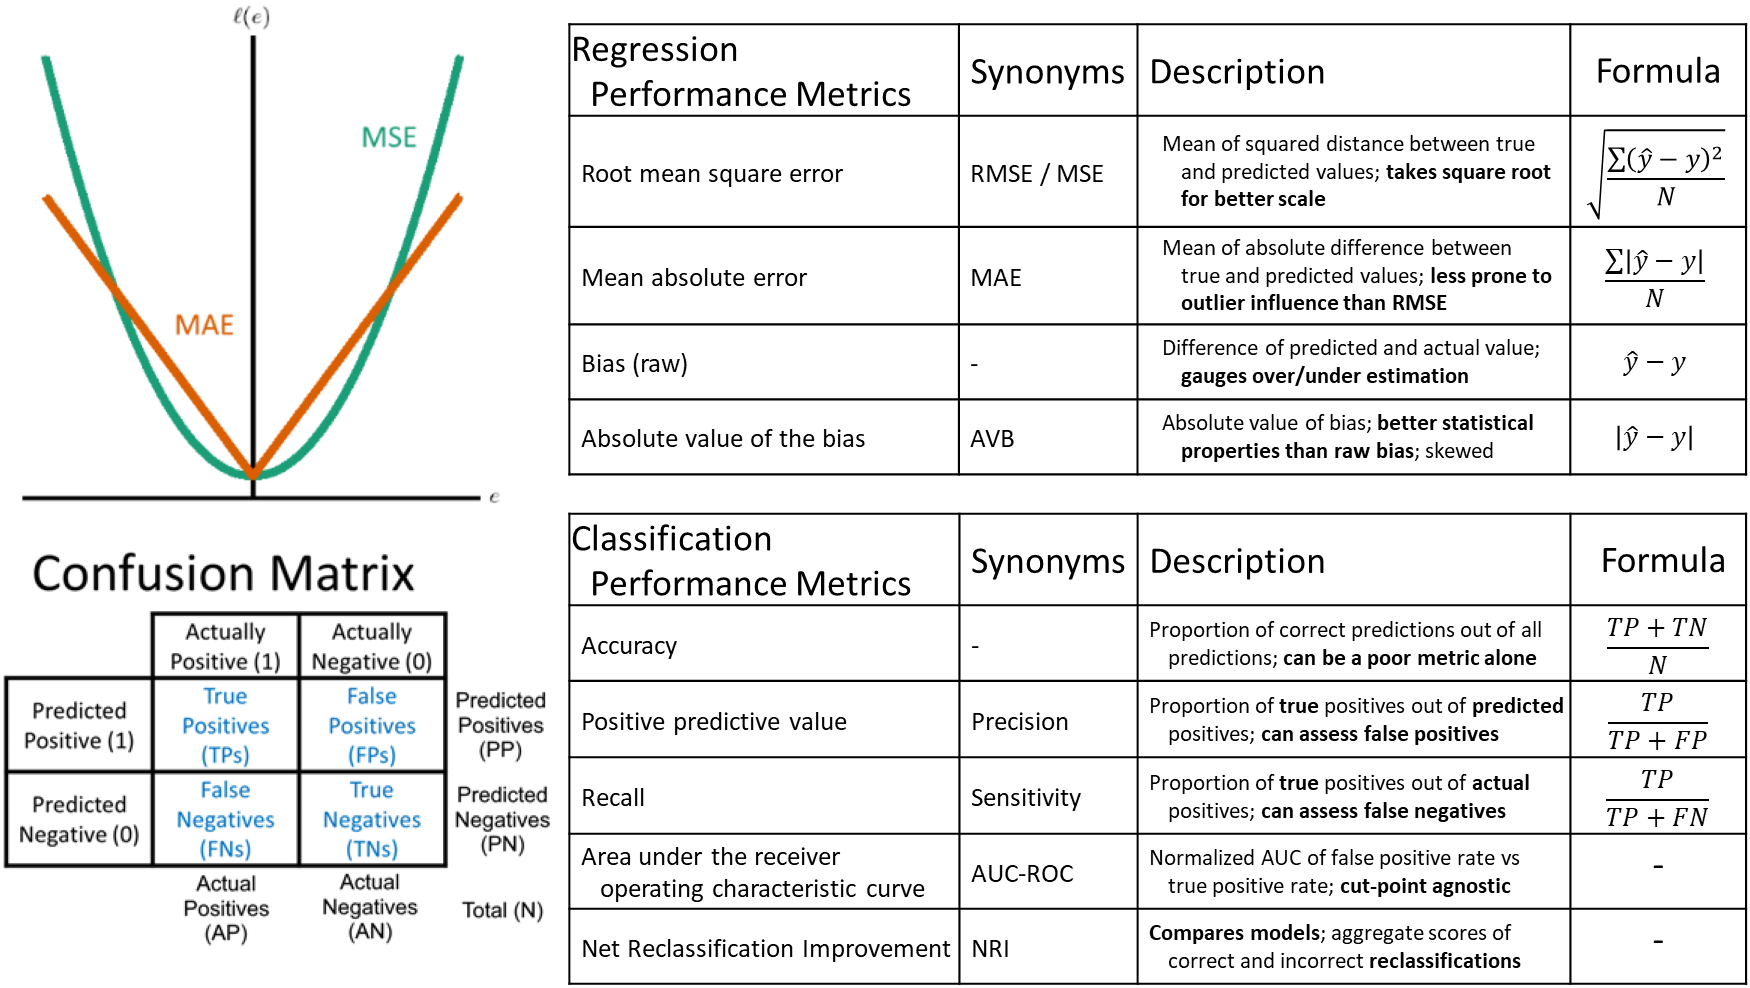 ℓ(e)
MSE
MAE
e
Confusion Matrix
Actually
Positive (1)
Actually
Negative (0)
Predicted
Positive (1)
True
Positives
(TPs)
False
Positives
(FPs)
Predicted
Positives
(PP)
Predicted
Negative (0)
False
Negatives
(FNs)
True
Negatives
(TNs)
Predicted
Negatives
(PN)
Actual
Positives
(AP)
Actual
Negatives
(AN)
Total (N)
Regression
Performance Metrics
Synonyms
Description
Formula
Root mean square error
RMSE / MSE
Mean of squared distance between true
and predicted values; takes square root
for better scale
√(∑(ŷ − y)² / N)
Mean absolute error
MAE
Mean of absolute difference between
true and predicted values; less prone to
outlier influence than RMSE
∑|ŷ − y| / N
Bias (raw)
-
Difference of predicted and actual value;
gauges over/under estimation
ŷ − y
Absolute value of the bias
AVB
Absolute value of bias; better statistical
properties than raw bias; skewed
|ŷ − y|
Classification
Performance Metrics
Synonyms
Description
Formula
Accuracy
-
Proportion of correct predictions out of all
predictions; can be a poor metric alone
TP + TN
N
Positive predictive value
Precision
Proportion of true positives out of predicted
positives; can assess false positives
TP
TP + FP
Recall
Sensitivity
Proportion of true positives out of actual
positives; can assess false negatives
TP
TP + FN
Area under the receiver
operating characteristic curve
AUC-ROC
Normalized AUC of false positive rate vs
true positive rate; cut-point agnostic
-
Net Reclassification Improvement
NRI
Compares models; aggregate scores of
correct and incorrect reclassifications
-